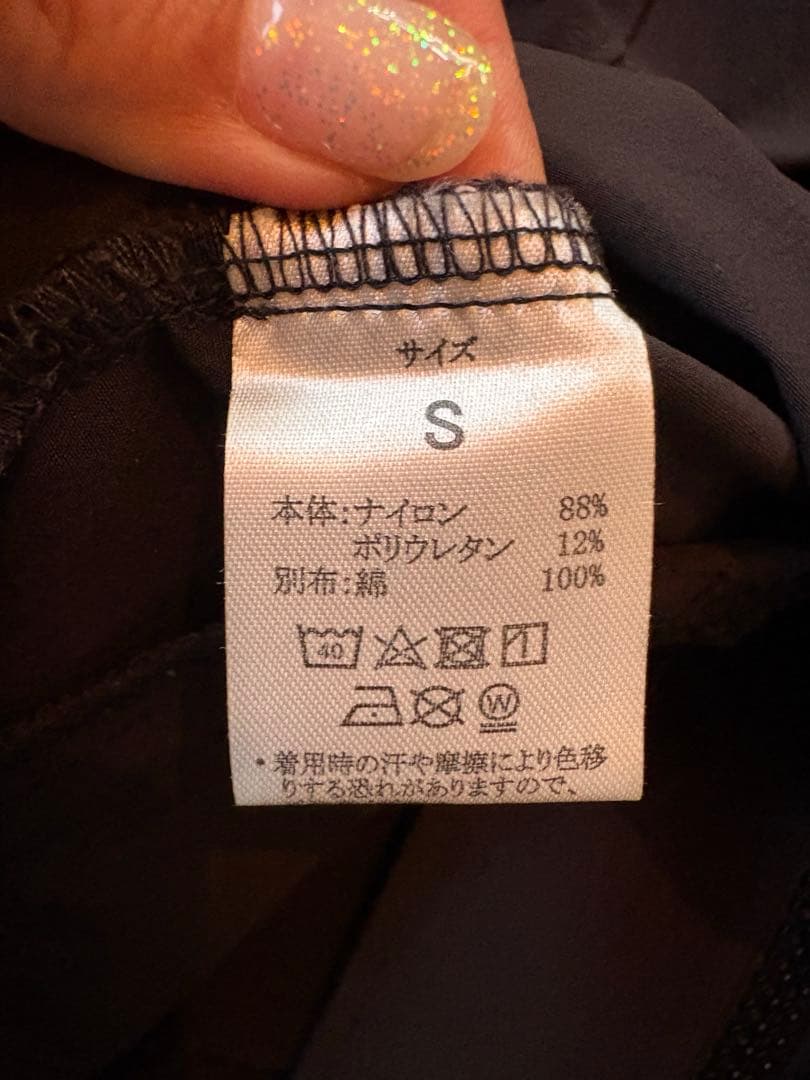 サイズ
S
本体:ナイロン 88%
ポリウレタン 12%
別布:綿 100%
40
W
・着用時の汗や摩擦により色移
りする恐れがありますので、